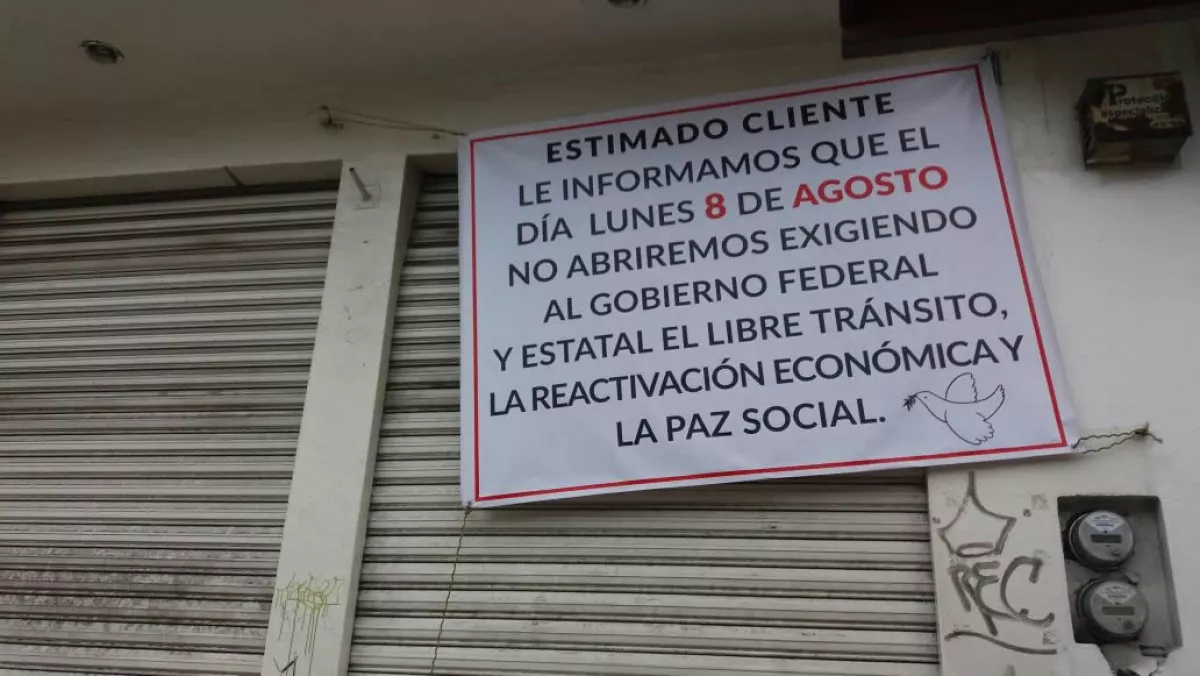 ESTIMADO CLIENTE
LE INFORMAMOS QUE EL
DÍA LUNES 8 DE AGOSTO
NO ABRIREMOS EXIGIENDO
AL GOBIERNO FEDERAL
Y ESTATAL EL LIBRE TRÁNSITO,
LA REACTIVACIÓN ECONÓMICA Y
LA PAZ SOCIAL.